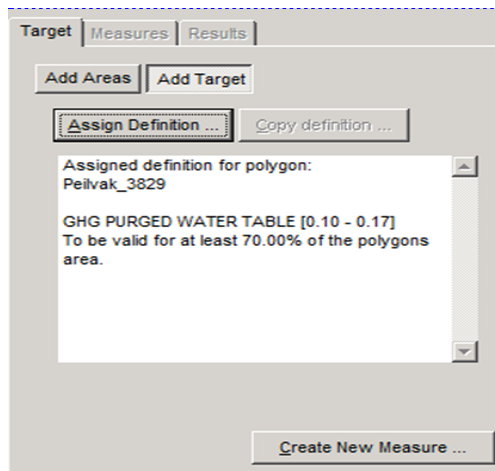 Target Measures Results
Add Areas Add Target
Assign Definition ... Copy definition ...
Assigned definition for polygon:
Peilvak_3829
GHG PURGED WATER TABLE [0.10 - 0.17]
To be valid for at least 70.00% of the polygons
area.
Create New Measure ...